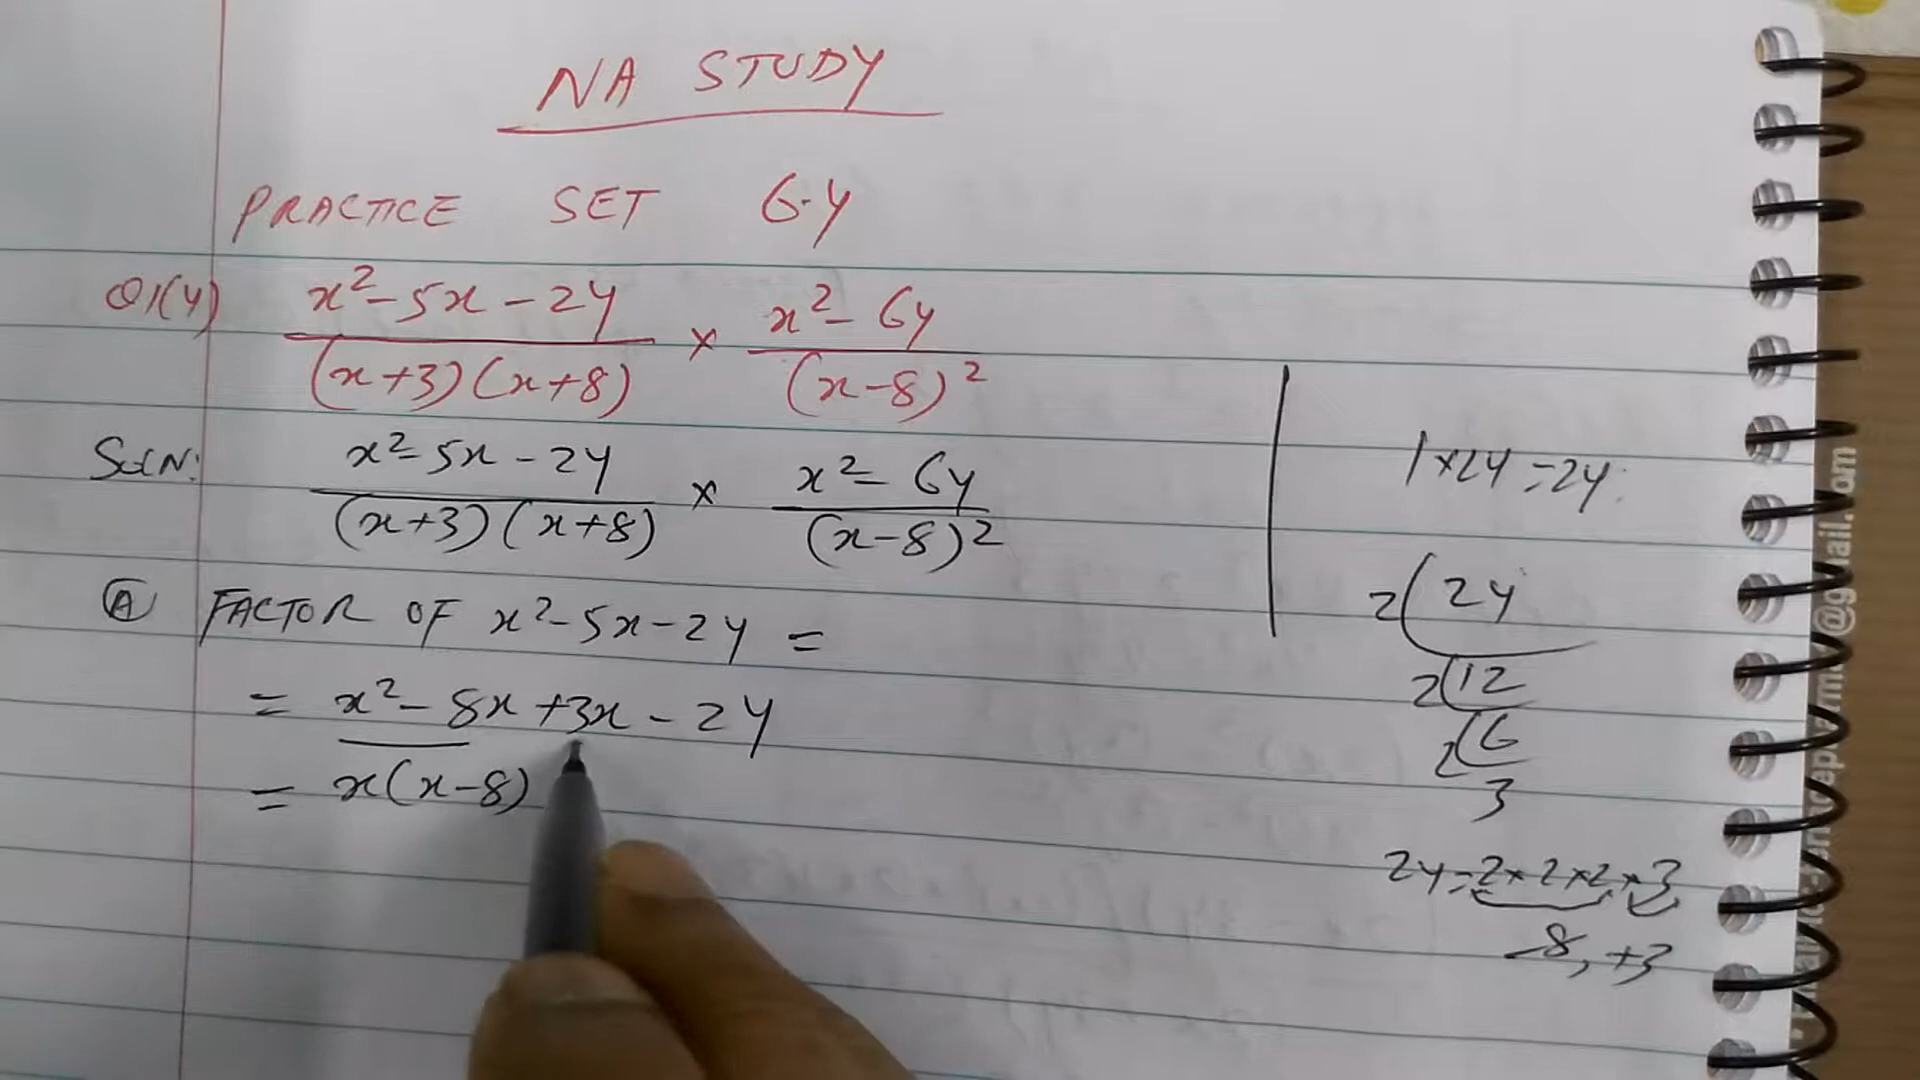 NA STUDY
PRACTICE SET 6.4
Q1(4) x²-5x-24/(x+3)(x+8) × x²-64/(x-8)²
SOLN: x²-5x-24/(x+3)(x+8) × x²-64/(x-8)²
Ⓐ FACTOR OF x²-5x-24 =
= x²-8x+3x-24
= x(x-8)
1×24=24
2 24
2 12
2 6
3
24=2×2×2×3
-8, +3